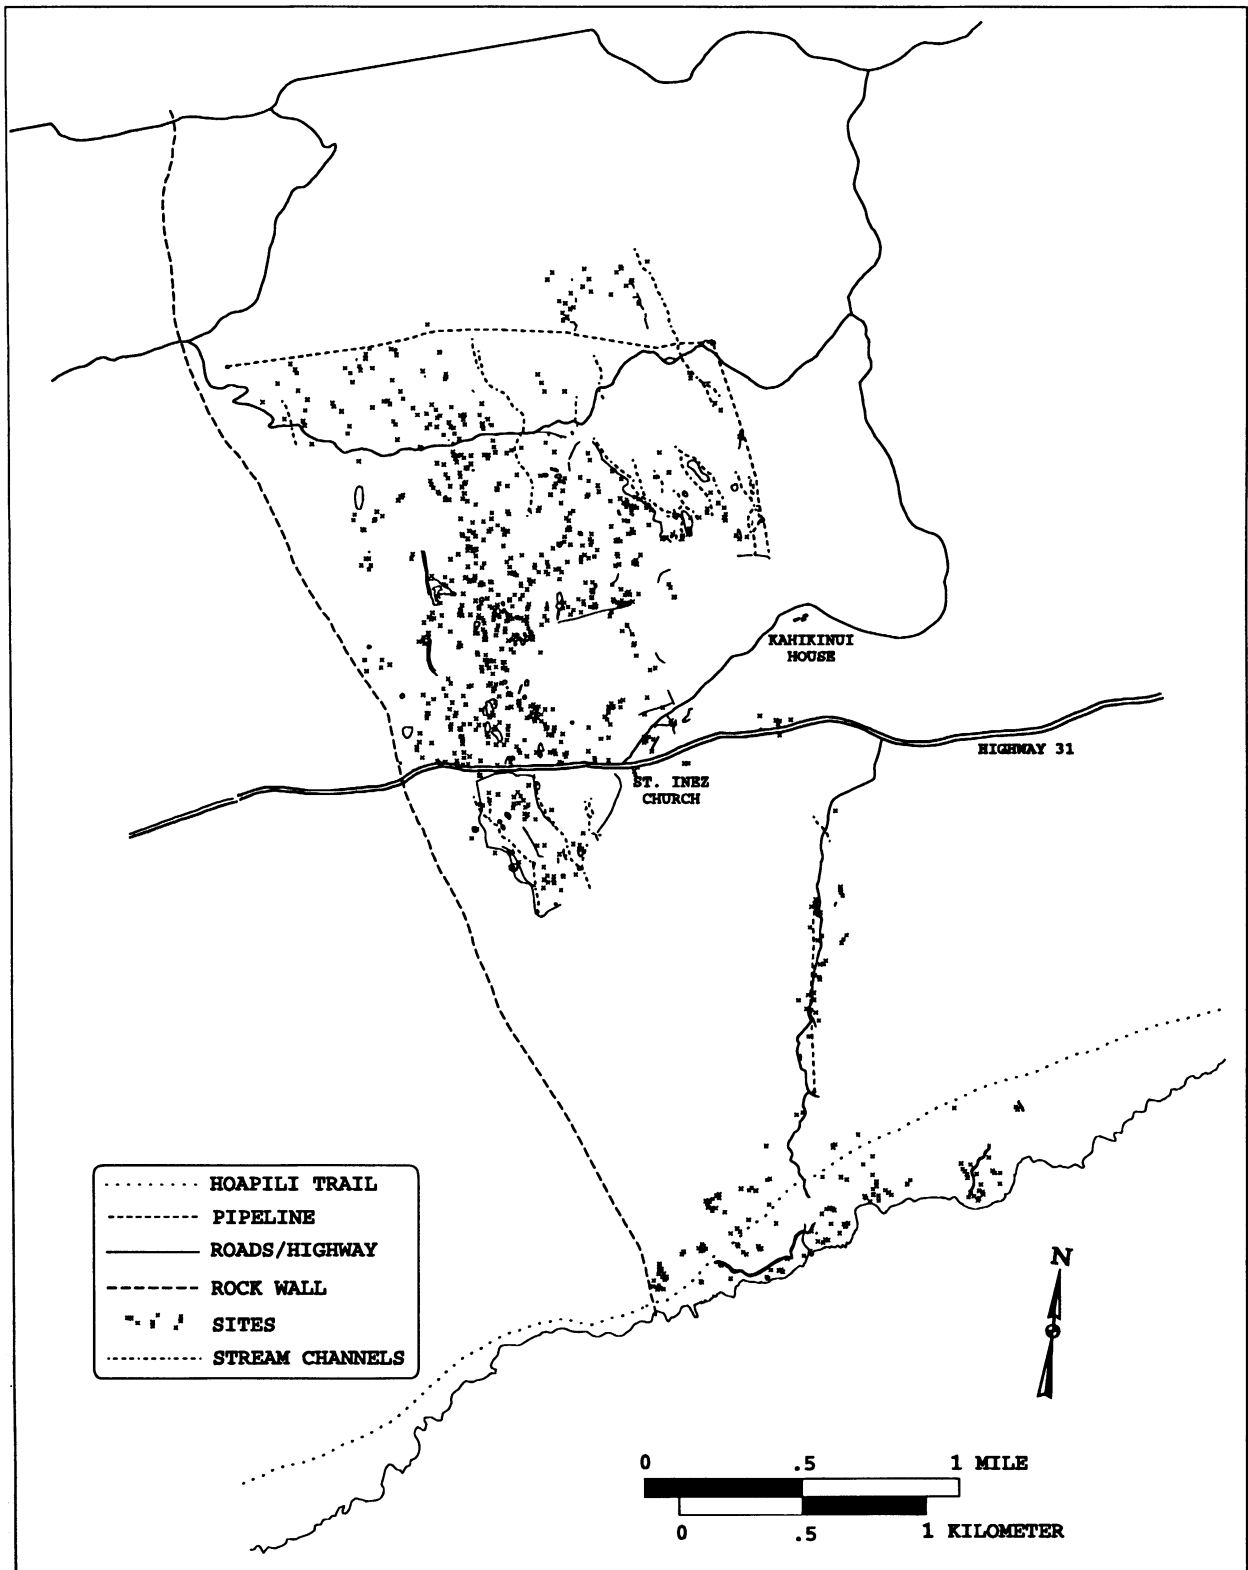 KAHIKINUI
HOUSE
HIGHWAY 31
ST. INEZ
CHURCH
HOAPILI TRAIL
PIPELINE
ROADS/HIGHWAY
ROCK WALL
SITES
STREAM CHANNELS
N
0 .5 1 MILE
0 .5 1 KILOMETER